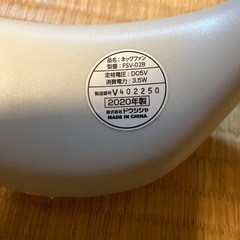 品名：ネックファン
型番：FSV-02B
定格電圧：DC5V
消費電力：3.5W
製造番号 V402250
2020年製
株式会社ドウシシャ
MADE IN CHINA